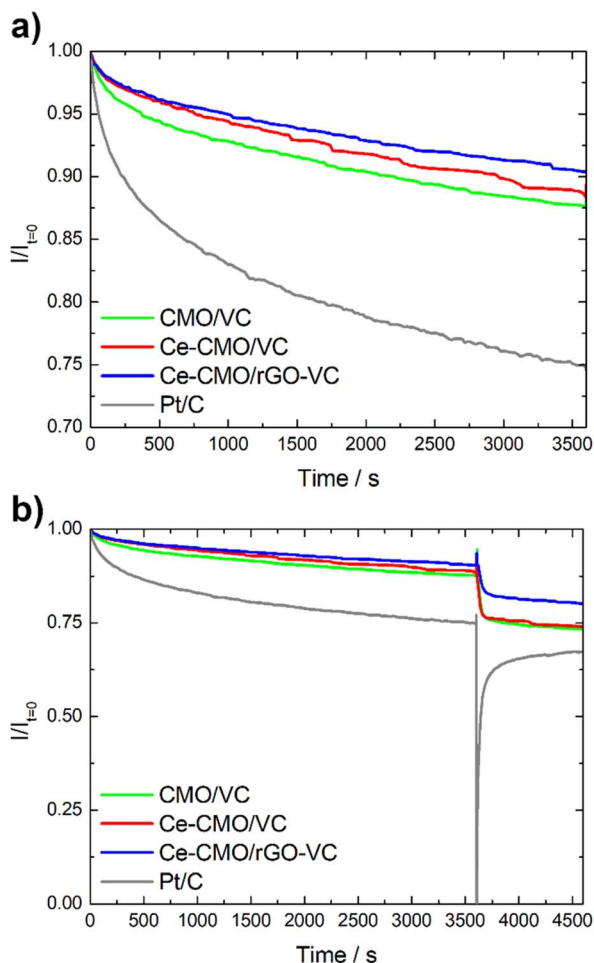 a)
1.00
0.95
0.90
0.85
0.80
0.75
0.70
I/I_{t=0}
CMO/VC
Ce-CMO/VC
Ce-CMO/rGO-VC
Pt/C
0 500 1000 1500 2000 2500 3000 3500
Time / s
b)
1.00
0.75
0.50
0.25
0.00
I/I_{t=0}
CMO/VC
Ce-CMO/VC
Ce-CMO/rGO-VC
Pt/C
0 500 1000 1500 2000 2500 3000 3500 4000 4500
Time / s